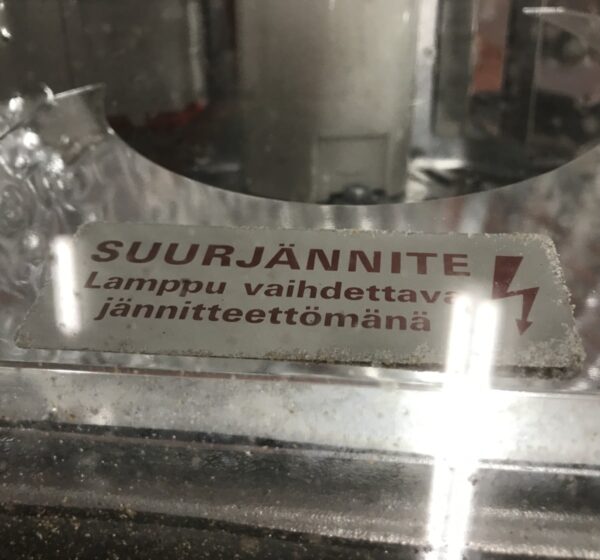 SUURJÄNNITE
Lamppu vaihdettava
jännitteettömänä